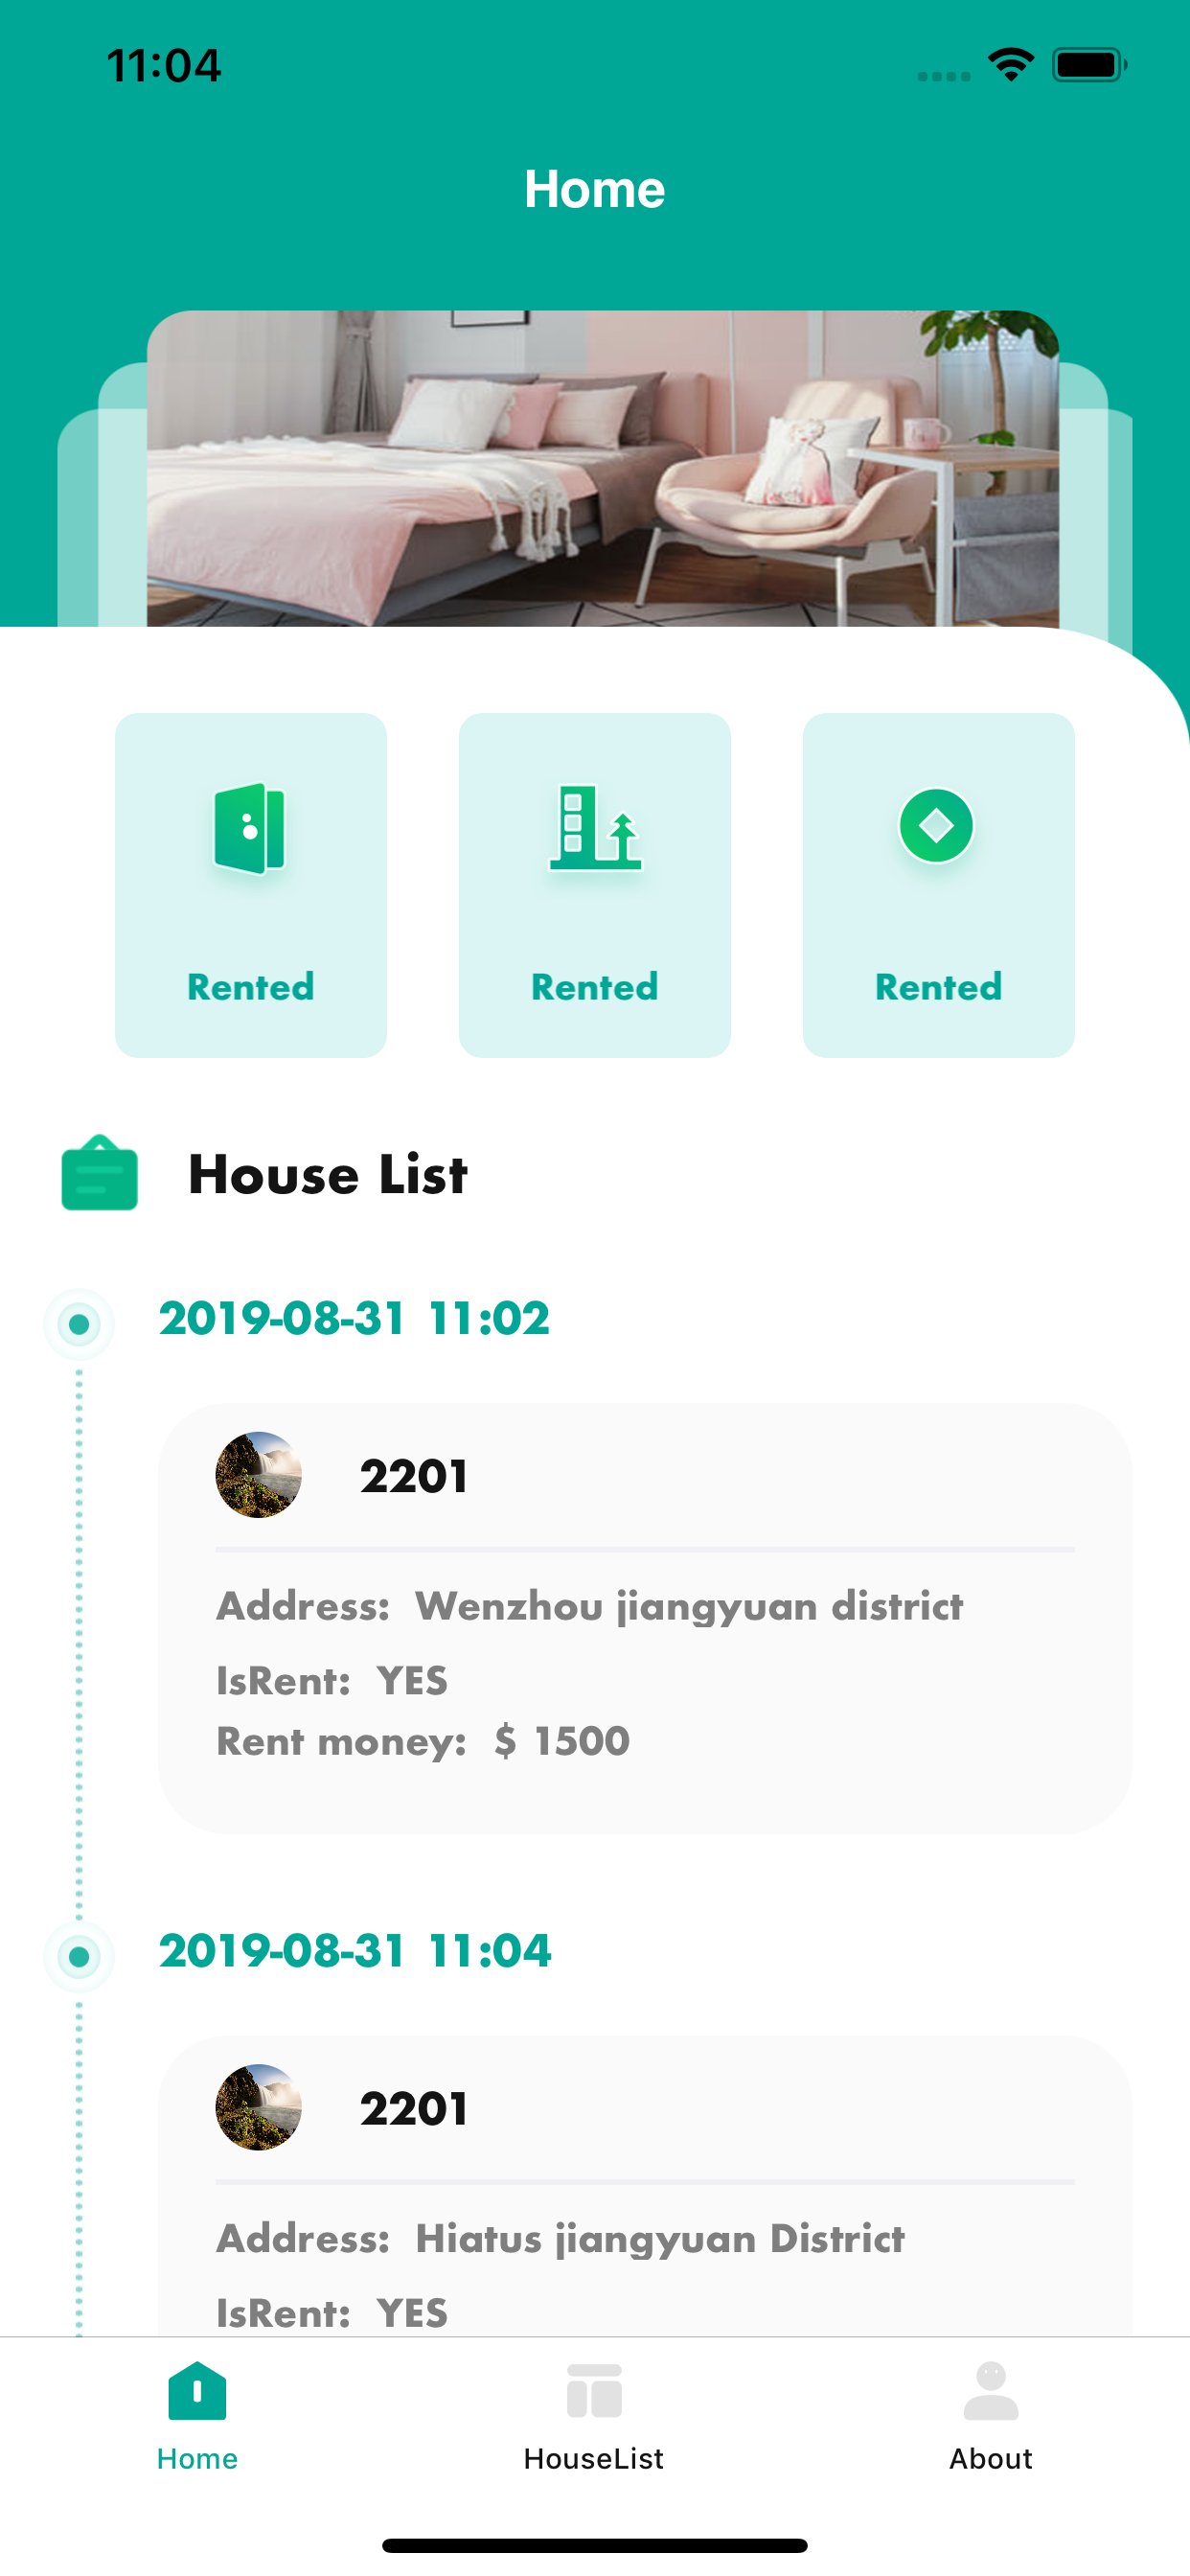 11:04
Home
Rented
Rented
Rented
House List
2019-08-31 11:02
2201
Address: Wenzhou jiangyuan district
IsRent: YES
Rent money: $ 1500
2019-08-31 11:04
2201
Address: Hiatus jiangyuan District
IsRent: YES
Home
HouseList
About